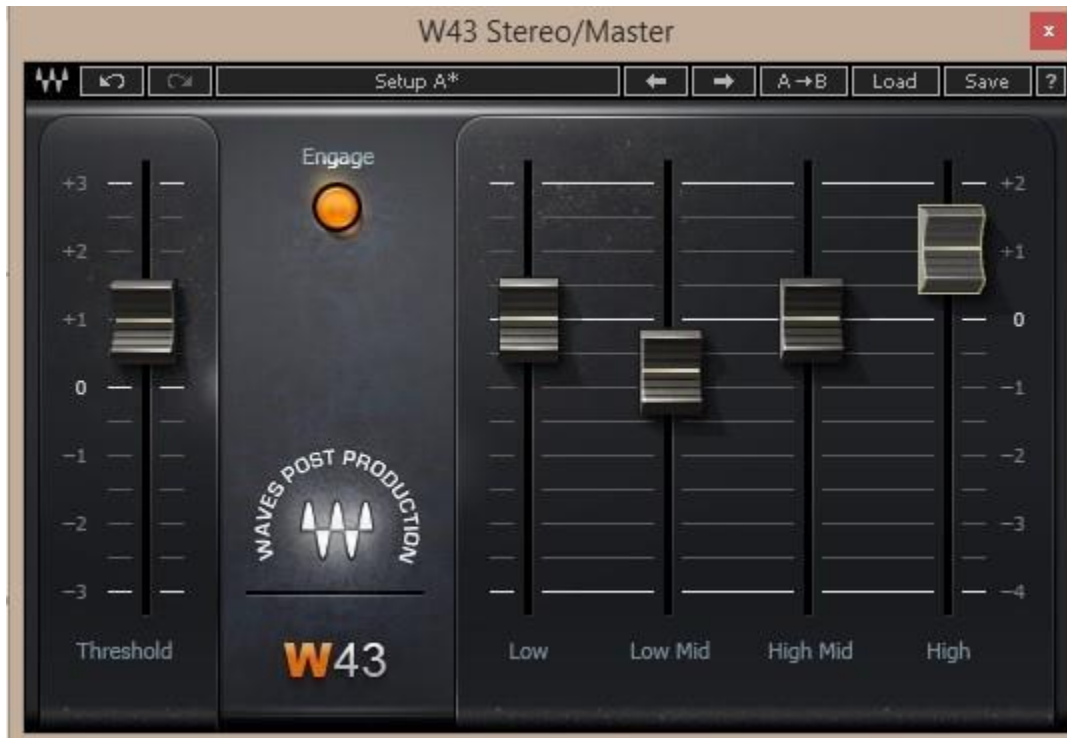 W43 Stereo/Master
x
Setup A* A→B Load Save ?
Engage
+3
+2
+1
0
−1
−2
−3
Threshold
WAVES POST PRODUCTION
W43
+2
+1
0
−1
−2
−3
−4
Low Low Mid High Mid High